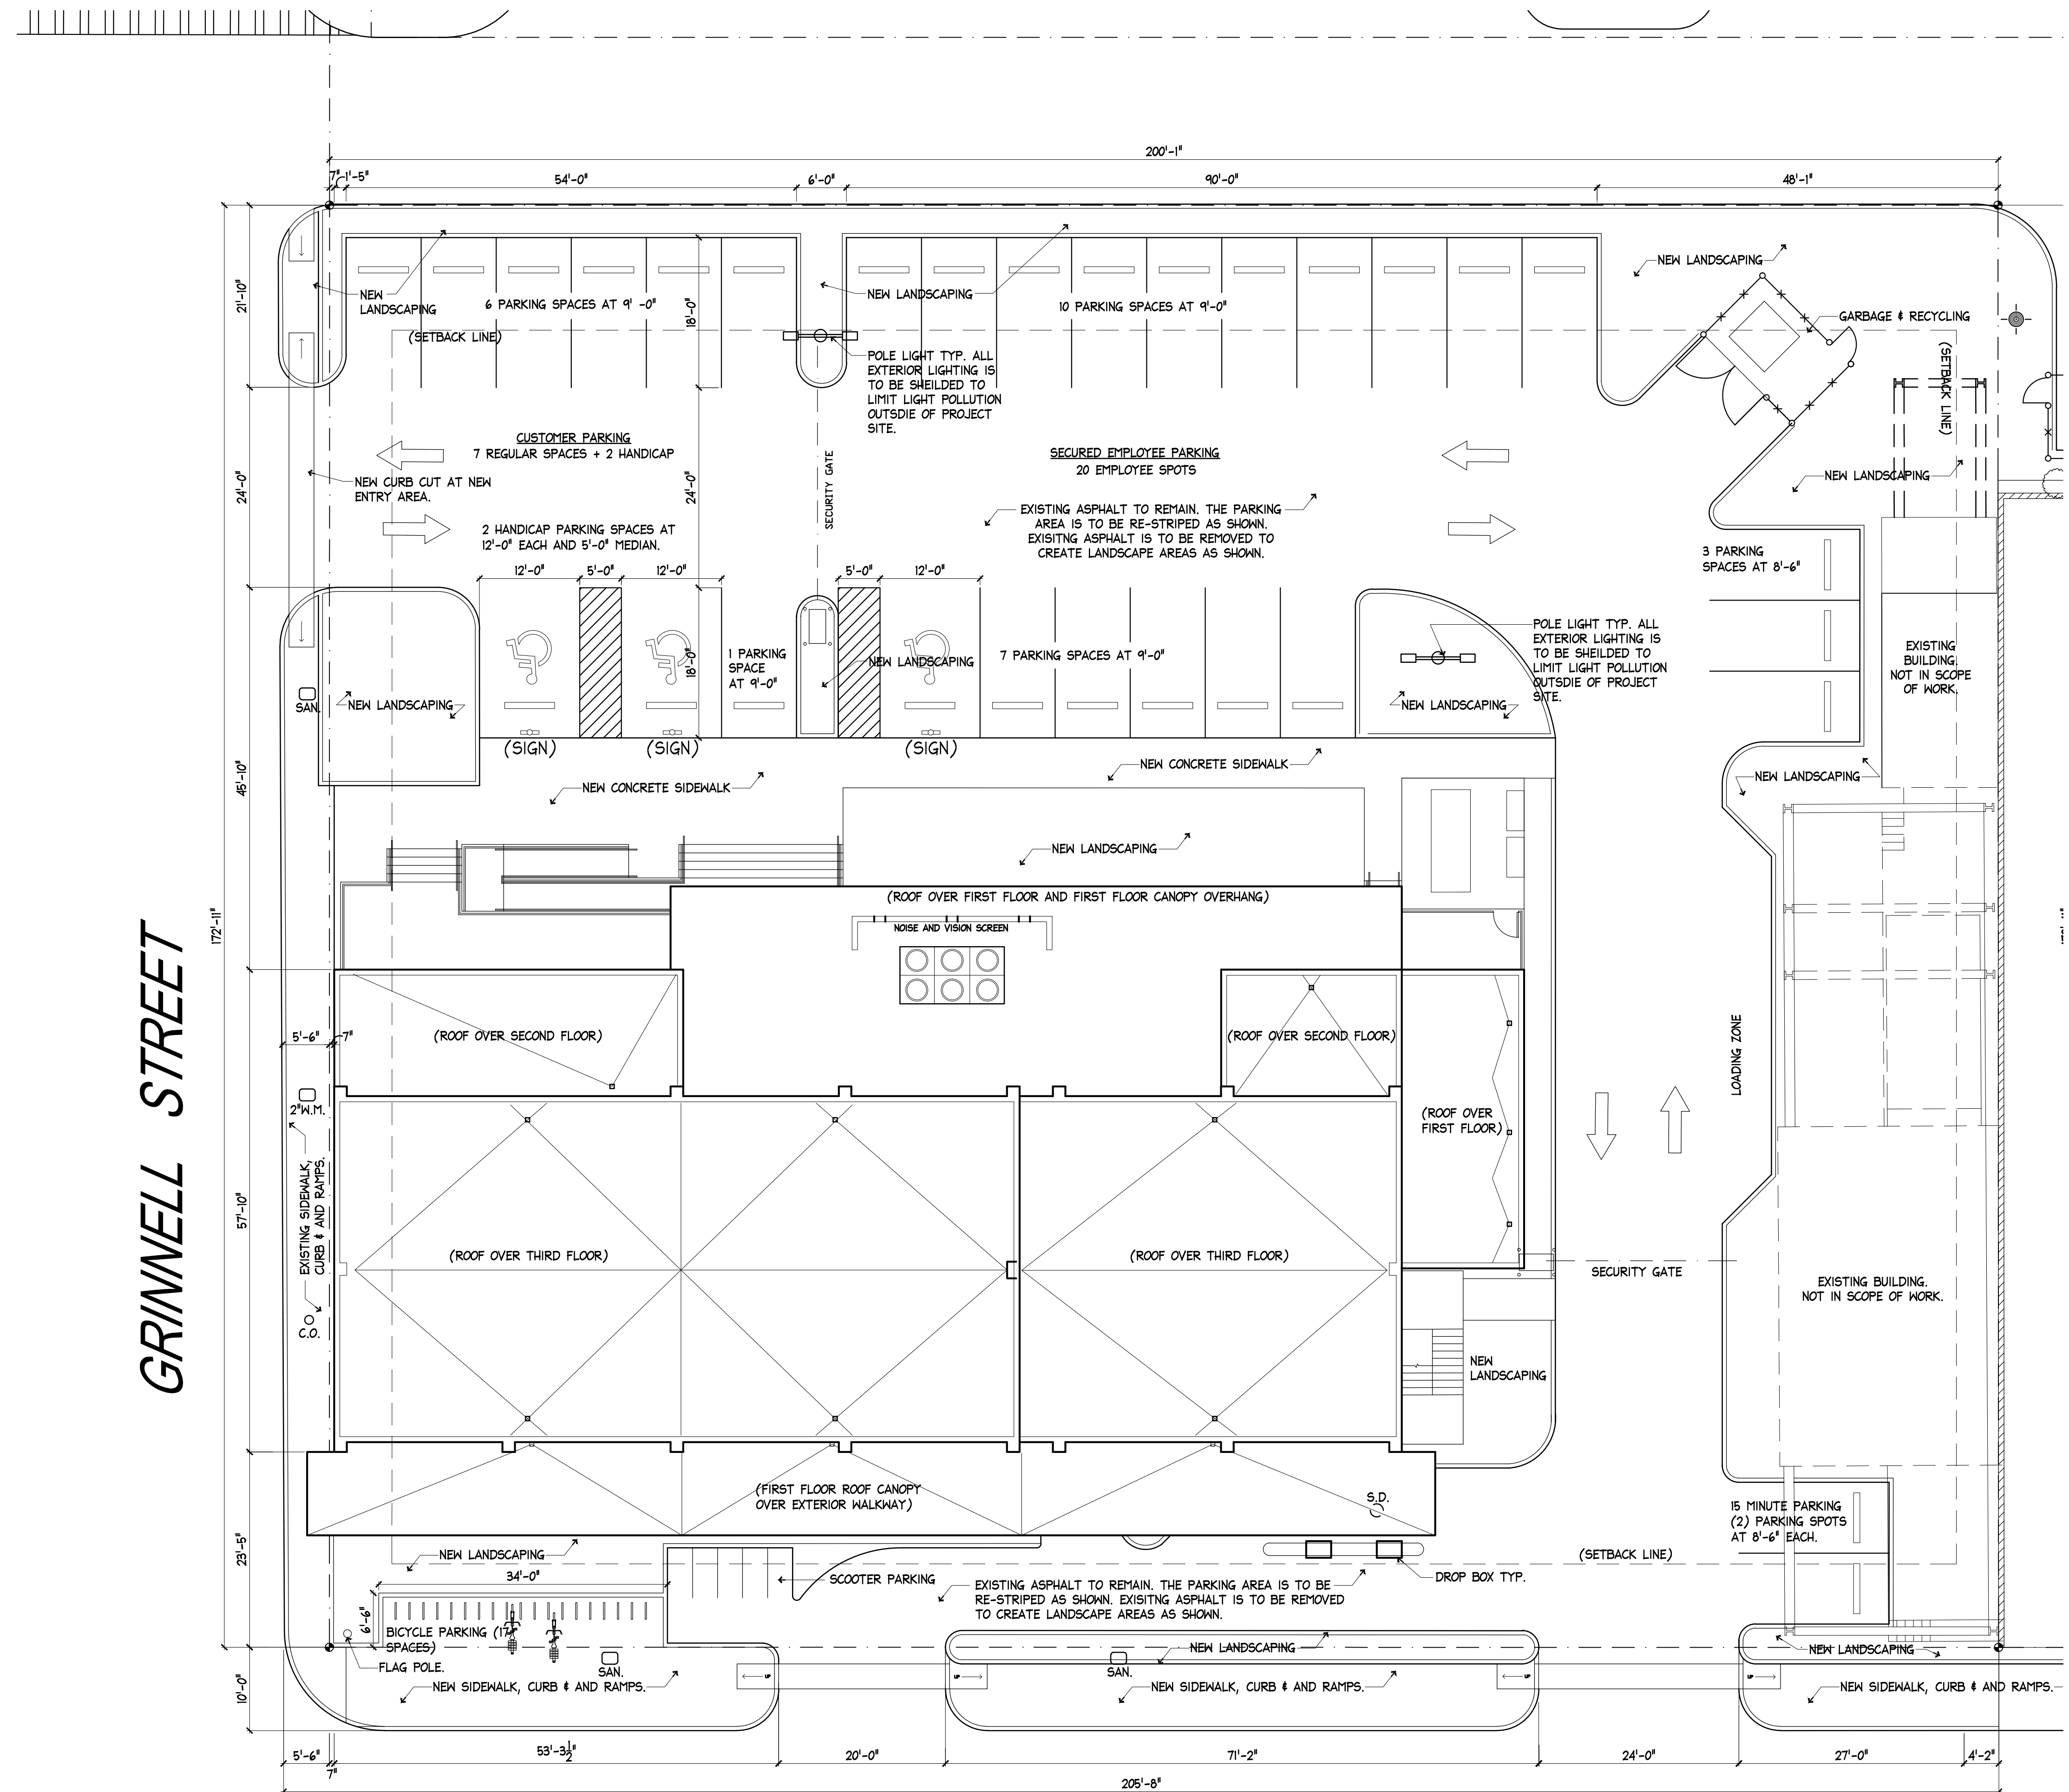 200'-1"
7"
1'-5"
54'-0"
6'-0"
90'-0"
48'-1"
NEW LANDSCAPING
NEW
LANDSCAPING
6 PARKING SPACES AT 9' -0"
(SETBACK LINE)
18'-0"
21'-10"
NEW LANDSCAPING
10 PARKING SPACES AT 9'-0"
GARBAGE & RECYCLING
(SETBACK LINE)
POLE LIGHT TYP. ALL
EXTERIOR LIGHTING IS
TO BE SHEILDED TO
LIMIT LIGHT POLLUTION
OUTSDIE OF PROJECT
SITE.
CUSTOMER PARKING
7 REGULAR SPACES + 2 HANDICAP
NEW CURB CUT AT NEW
ENTRY AREA.
24'-0"
24'-0"
SECURITY GATE
SECURED EMPLOYEE PARKING
20 EMPLOYEE SPOTS
NEW LANDSCAPING
EXISTING ASPHALT TO REMAIN. THE PARKING
AREA IS TO BE RE-STRIPED AS SHOWN.
EXISITNG ASPHALT IS TO BE REMOVED TO
CREATE LANDSCAPE AREAS AS SHOWN.
2 HANDICAP PARKING SPACES AT
12'-0" EACH AND 5'-0" MEDIAN.
3 PARKING
SPACES AT 8'-6"
12'-0"
5'-0"
12'-0"
5'-0"
12'-0"
1 PARKING
SPACE
AT 9'-0"
18'-0"
NEW LANDSCAPING
7 PARKING SPACES AT 9'-0"
POLE LIGHT TYP. ALL
EXTERIOR LIGHTING IS
TO BE SHEILDED TO
LIMIT LIGHT POLLUTION
OUTSDIE OF PROJECT
SITE.
EXISTING
BUILDING.
NOT IN SCOPE
OF WORK.
SAN.
NEW LANDSCAPING
NEW LANDSCAPING
(SIGN)
(SIGN)
(SIGN)
45'-10"
NEW CONCRETE SIDEWALK
NEW CONCRETE SIDEWALK
NEW LANDSCAPING
NEW LANDSCAPING
(ROOF OVER FIRST FLOOR AND FIRST FLOOR CANOPY OVERHANG)
NOISE AND VISION SCREEN
172'-11"
GRINNELL STREET
5'-6"
7"
(ROOF OVER SECOND FLOOR)
(ROOF OVER SECOND FLOOR)
LOADING ZONE
2"W.M.
(ROOF OVER
FIRST FLOOR)
EXISTING SIDEWALK,
CURB & AND RAMPS.
57'-10"
(ROOF OVER THIRD FLOOR)
(ROOF OVER THIRD FLOOR)
SECURITY GATE
EXISTING BUILDING.
NOT IN SCOPE OF WORK.
C.O.
NEW
LANDSCAPING
(FIRST FLOOR ROOF CANOPY
OVER EXTERIOR WALKWAY)
S.D.
15 MINUTE PARKING
(2) PARKING SPOTS
AT 8'-6" EACH.
23'-5"
NEW LANDSCAPING
(SETBACK LINE)
34'-0"
SCOOTER PARKING
DROP BOX TYP.
EXISTING ASPHALT TO REMAIN. THE PARKING AREA IS TO BE
RE-STRIPED AS SHOWN. EXISITNG ASPHALT IS TO BE REMOVED
TO CREATE LANDSCAPE AREAS AS SHOWN.
6'-6"
BICYCLE PARKING (17
SPACES)
FLAG POLE.
SAN.
SAN.
NEW LANDSCAPING
NEW LANDSCAPING
10'-0"
NEW SIDEWALK, CURB & AND RAMPS.
UP
UP
NEW SIDEWALK, CURB & AND RAMPS.
UP
UP
NEW SIDEWALK, CURB & AND RAMPS.
5'-6"
7"
53'-3½"
20'-0"
71'-2"
24'-0"
27'-0"
4'-2"
205'-8"